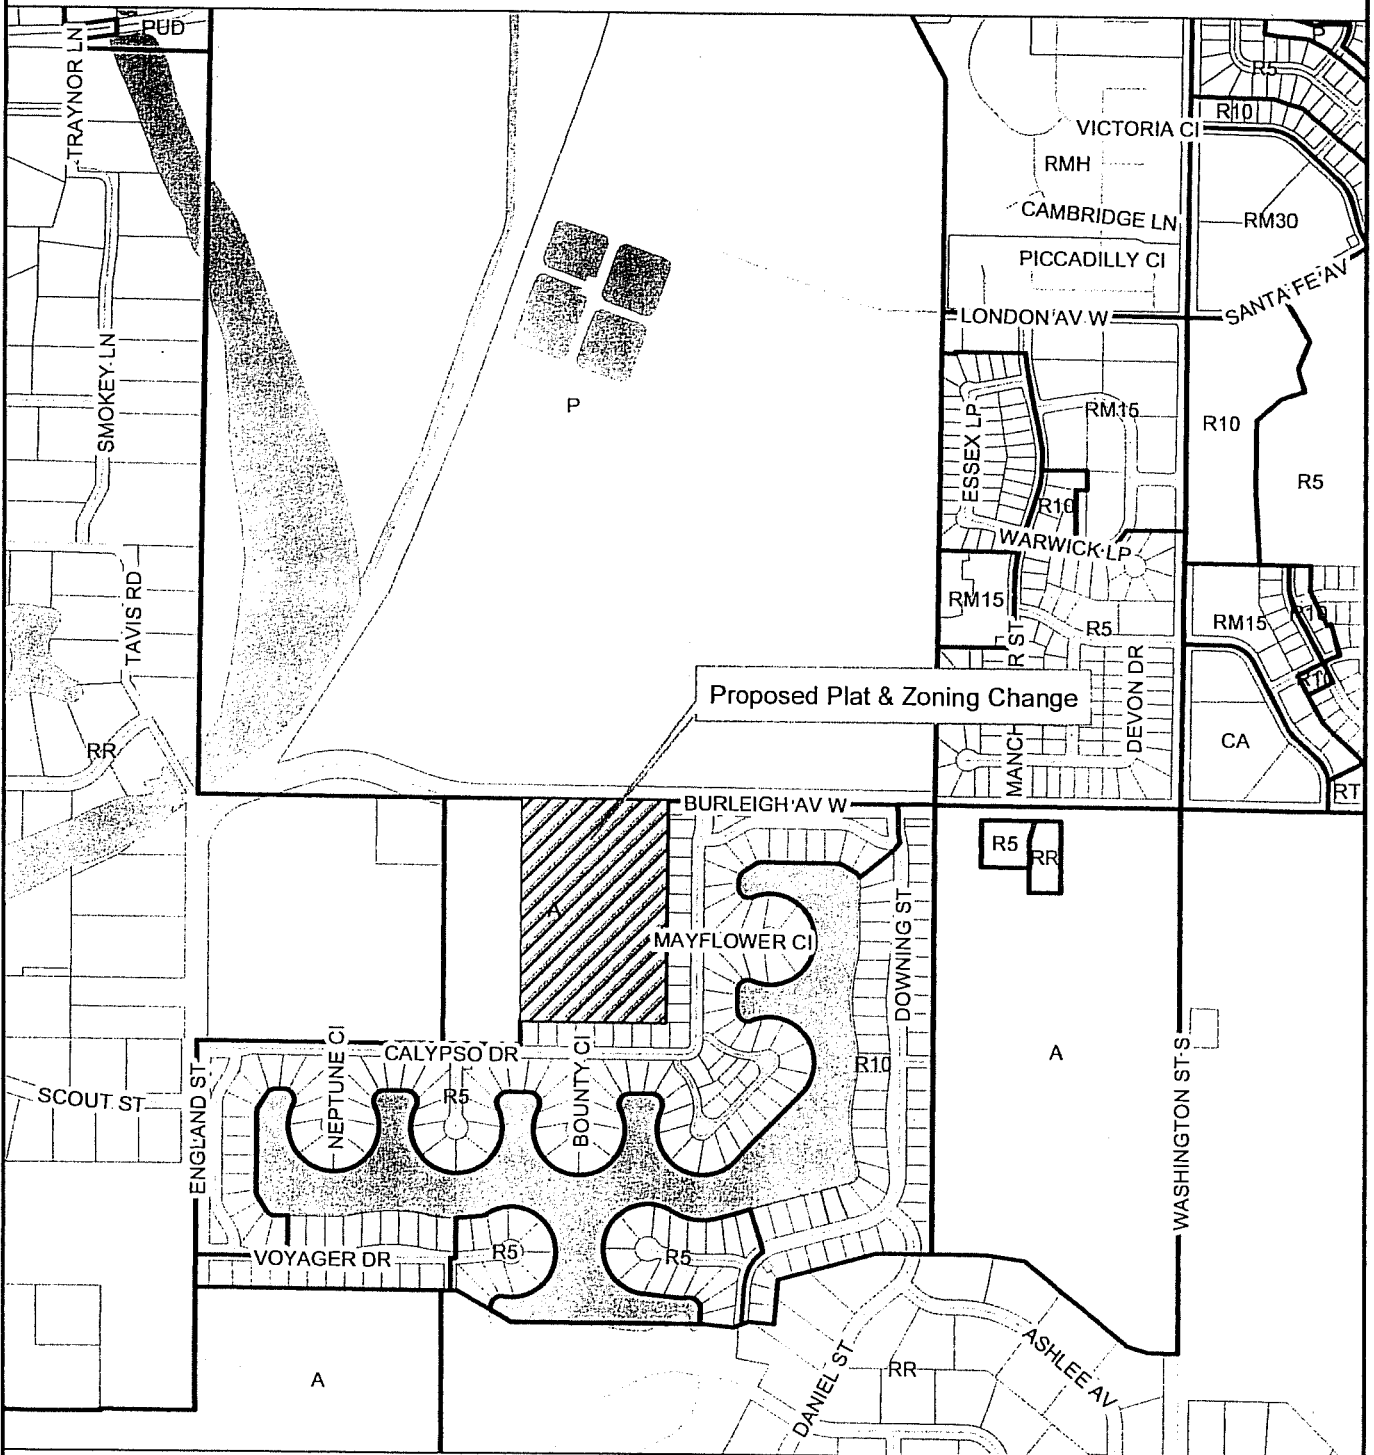 PUD
TRAYNOR LN
P
R5
R10
VICTORIA CI
RMH
CAMBRIDGE LN
RM30
PICCADILLY CI
SANTA FE AV
LONDON AV W
SMOKEY LN
P
RM15
R10
ESSEX LP
R5
R10
WARWICK LP
TAVIS RD
RM15
R5
RM15
R10
MANCH
R ST
DEVON DR
Proposed Plat & Zoning Change
RR
CA
RT
BURLEIGH AV W
R5
RR
A
MAYFLOWER CI
DOWNING ST
A
R10
NEPTUNE CI
CALYPSO DR
BOUNTY CI
R5
SCOUT ST
ENGLAND ST
WASHINGTON ST S
VOYAGER DR
R5
R5
A
DANIEL ST
RR
ASHLEE AV